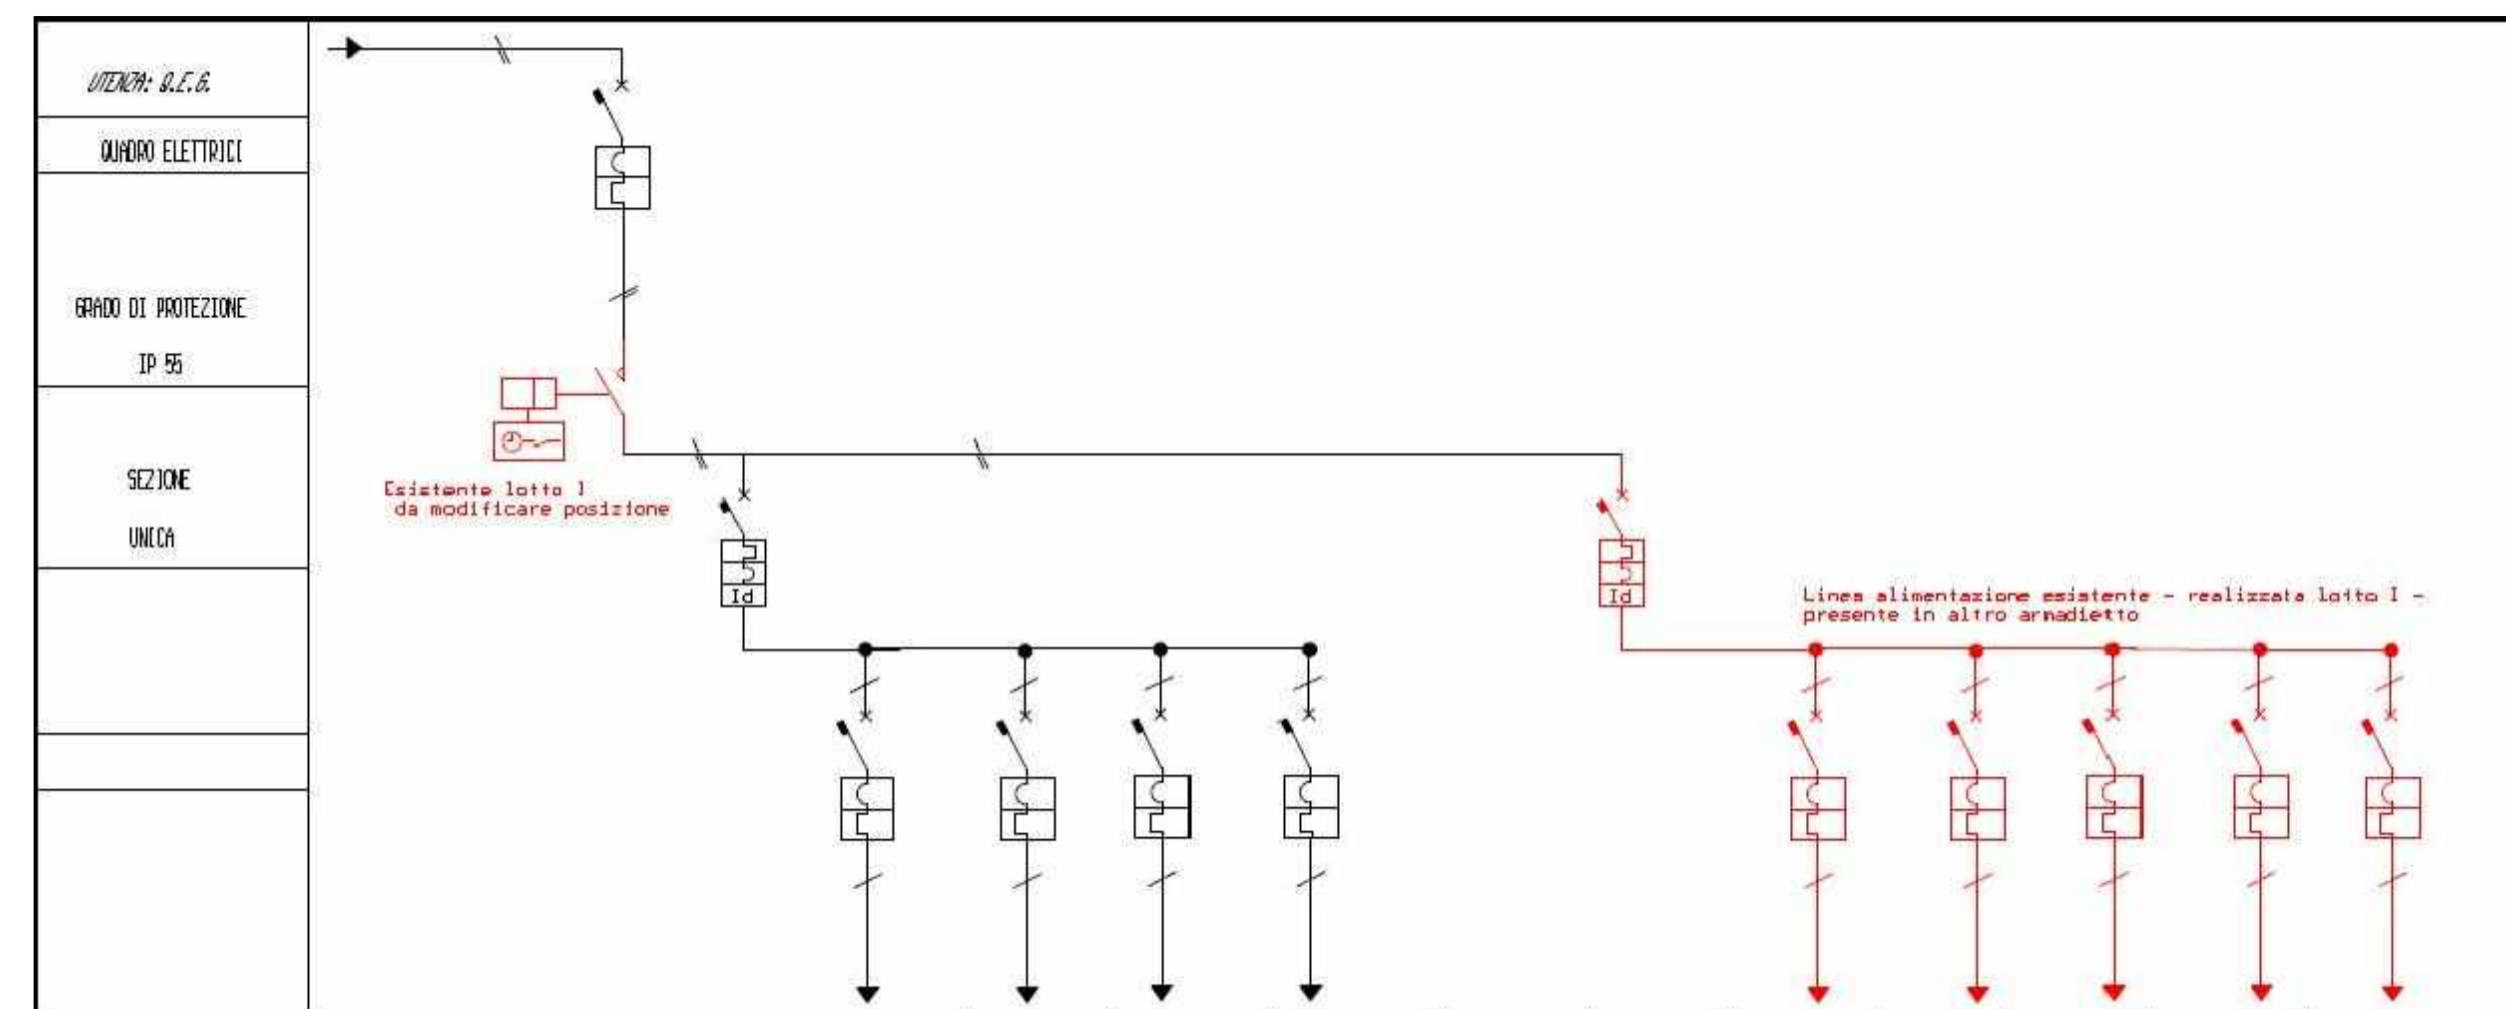 UTENZA: Q.E.G.
QUADRO ELETTRICI
GRADO DI PROTEZIONE
IP 55
SEZIONE
UNICA
Esistente lotto 1
da modificare posizione
Id
Id
Linea alimentazione esistente - realizzata lotto I -
presente in altro armadietto